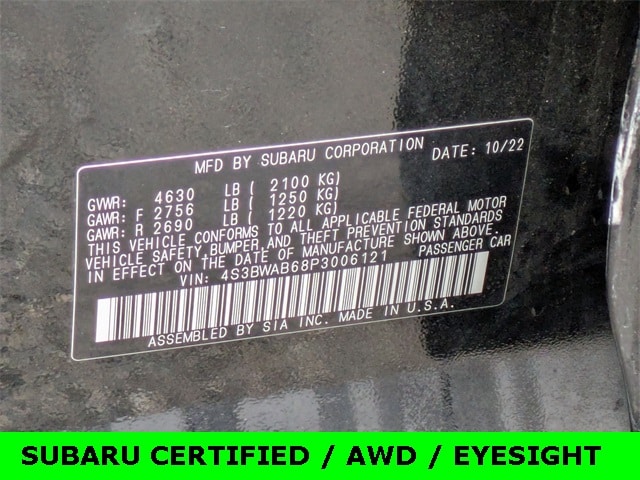 MFD BY SUBARU CORPORATION DATE: 10/22
GVWR: 4630 LB ( 2100 KG)
GAWR: F 2756 LB ( 1250 KG)
GAWR: R 2690 LB ( 1220 KG)
THIS VEHICLE CONFORMS TO ALL APPLICABLE FEDERAL MOTOR
VEHICLE SAFETY, BUMPER, AND THEFT PREVENTION STANDARDS
IN EFFECT ON THE DATE OF MANUFACTURE SHOWN ABOVE.
VIN: 4S3BWAB68P3006121 PASSENGER CAR
ASSEMBLED BY SIA INC. MADE IN U.S.A.
SUBARU CERTIFIED / AWD / EYESIGHT